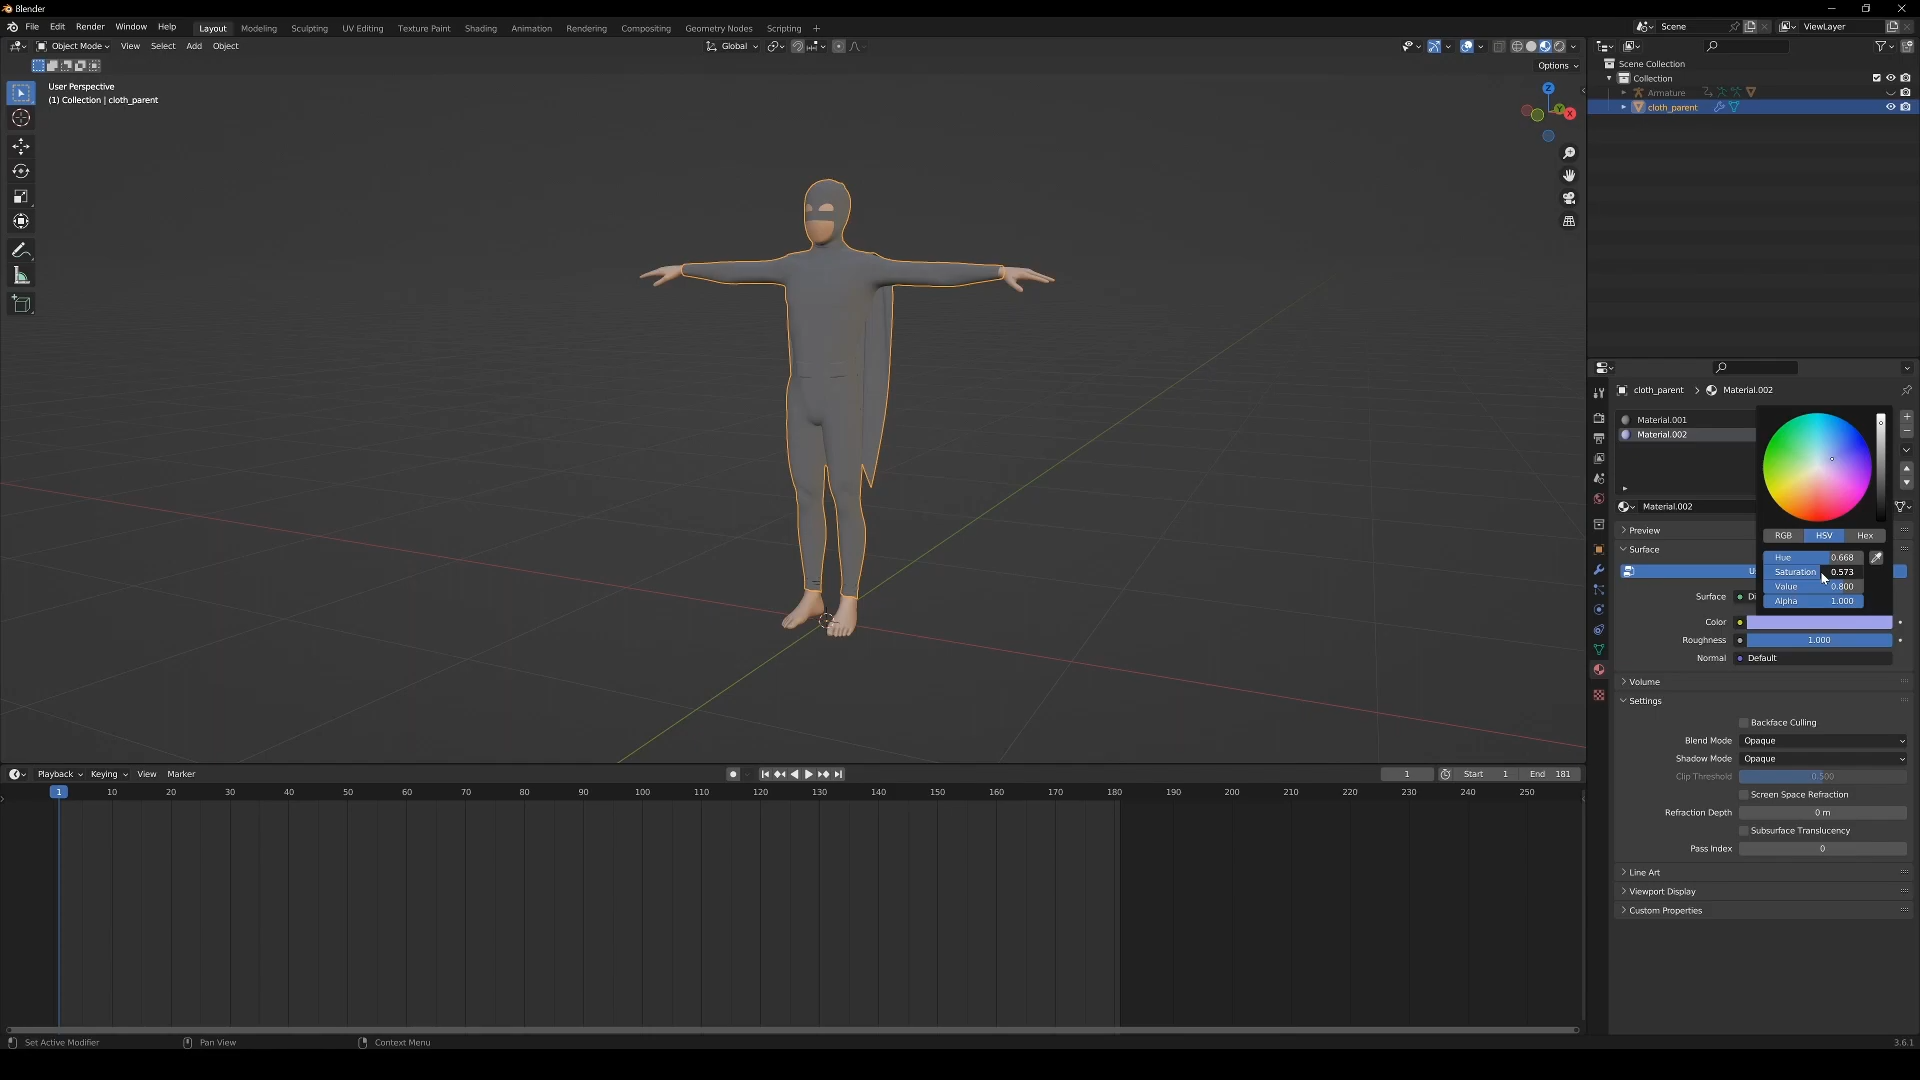 Blender
File Edit Render Window Help Layout Modeling Sculpting UV Editing Texture Paint Shading Animation Rendering Compositing Geometry Nodes Scripting + Scene ViewLayer
Object Mode View Select Add Object Global
Options
User Perspective
(1) Collection | cloth_parent
Z
Y
X
Scene Collection
Collection
Armature
cloth_parent
cloth_parent > Material.002
Material.001
Material.002
Material.002
RGB HSV Hex
Preview
Hue 0.668
Surface
Saturation 0.573
U
Value 0.800
Surface Di
Alpha 1.000
Color
Roughness 1.000
Normal Default
Volume
Settings
Backface Culling
Blend Mode Opaque
Shadow Mode Opaque
Clip Threshold 0.500
Screen Space Refraction
Refraction Depth 0 m
Subsurface Translucency
Pass Index 0
Line Art
Viewport Display
Custom Properties
Playback Keying View Marker 1 Start 1 End 181
1 10 20 30 40 50 60 70 80 90 100 110 120 130 140 150 160 170 180 190 200 210 220 230 240 250
Set Active Modifier Pan View Context Menu 3.6.1